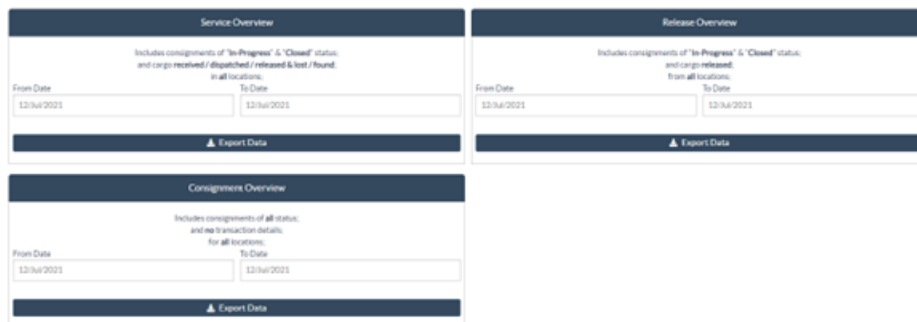 Service Overview
Includes consignments of "In-Progress" & "Closed" status;
and cargo received / dispatched / released & lost / found;
in all locations;
From Date
To Date
12/Jul/2021
12/Jul/2021
Export Data
Release Overview
Includes consignments of "In-Progress" & "Closed" status;
and cargo released;
from all locations;
From Date
To Date
12/Jul/2021
12/Jul/2021
Export Data
Consignment Overview
Includes consignments of all status;
and no transaction details;
for all locations;
From Date
To Date
12/Jul/2021
12/Jul/2021
Export Data